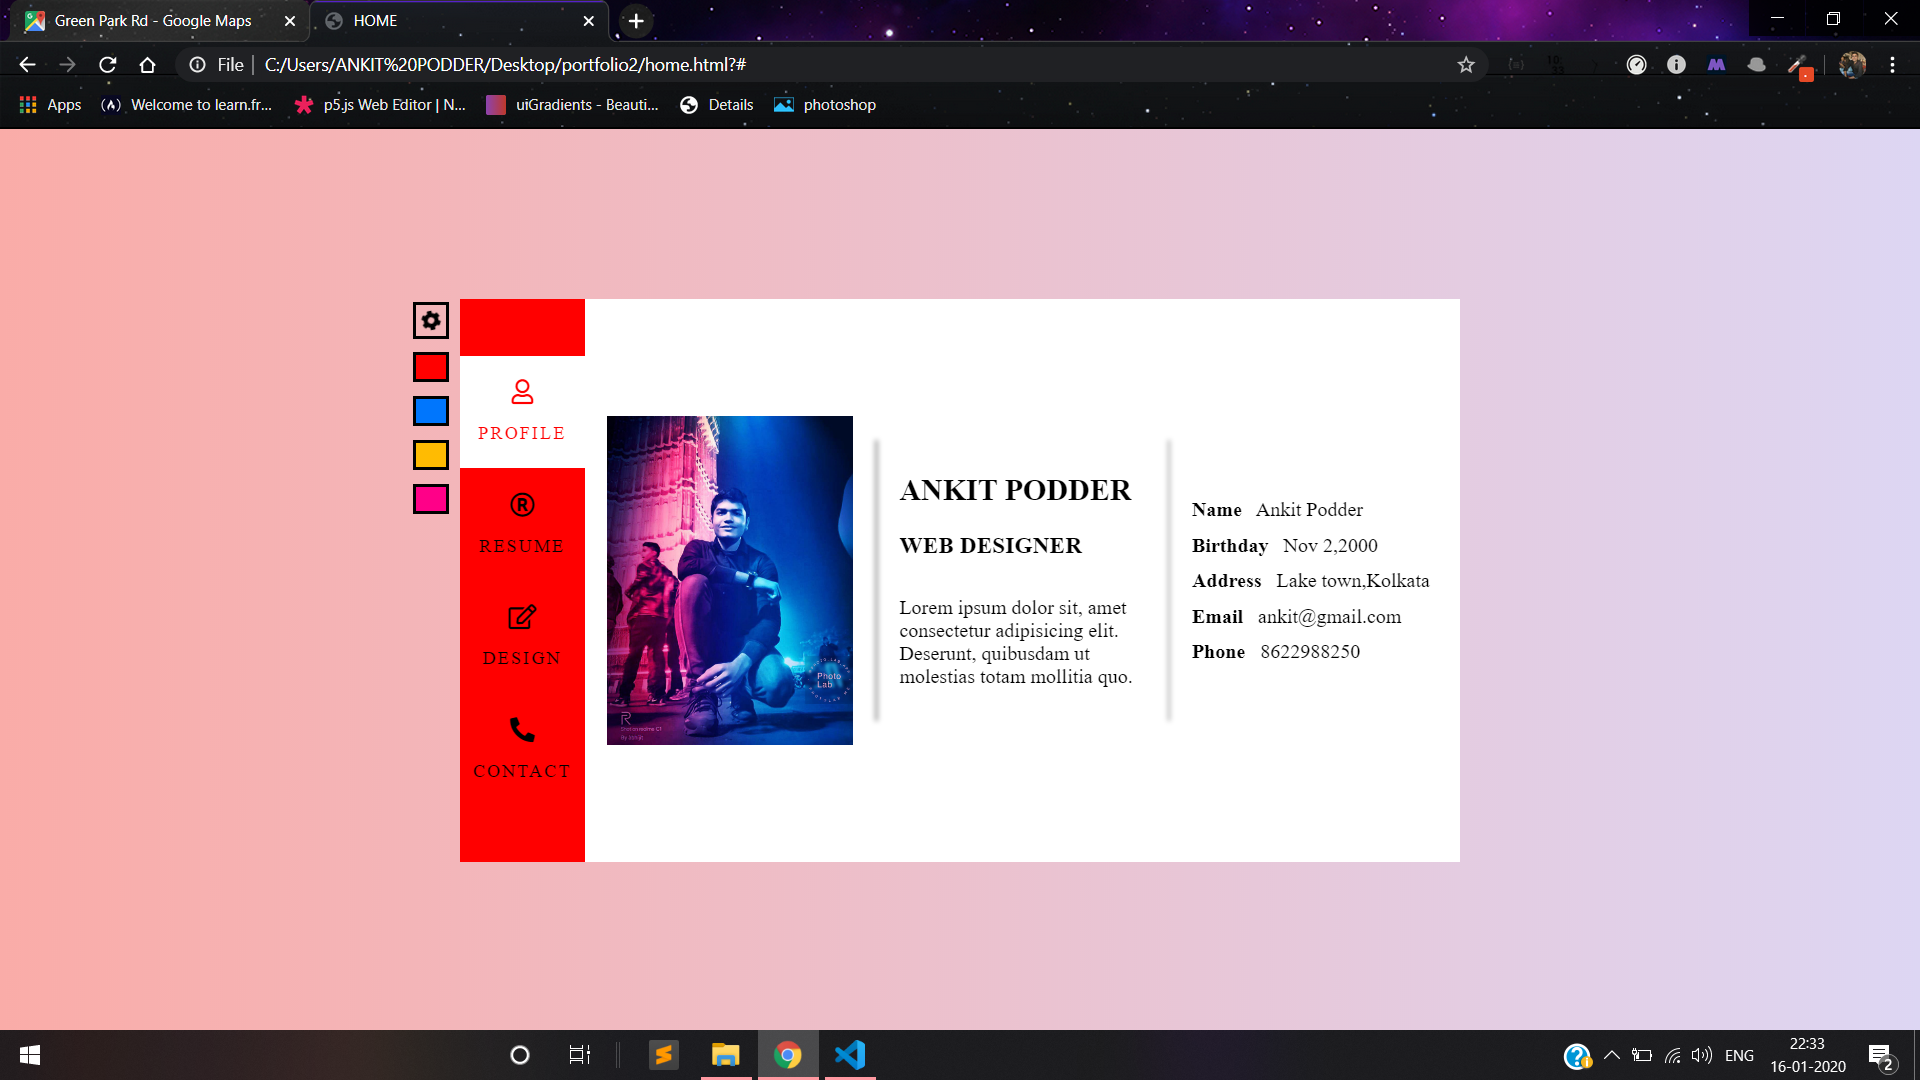 Green Park Rd - Google Maps
HOME
File
C:/Users/ANKIT%20PODDER/Desktop/portfolio2/home.html?#
Apps
Welcome to learn.fr...
p5.js Web Editor | N...
uiGradients - Beauti...
Details
photoshop
PROFILE
RESUME
DESIGN
CONTACT
Photo
Lab
ANKIT PODDER
WEB DESIGNER
Lorem ipsum dolor sit, amet
consectetur adipisicing elit.
Deserunt, quibusdam ut
molestias totam mollitia quo.
Name Ankit Podder
Birthday Nov 2,2000
Address Lake town,Kolkata
Email ankit@gmail.com
Phone 8622988250
ENG
22:33
16-01-2020
2